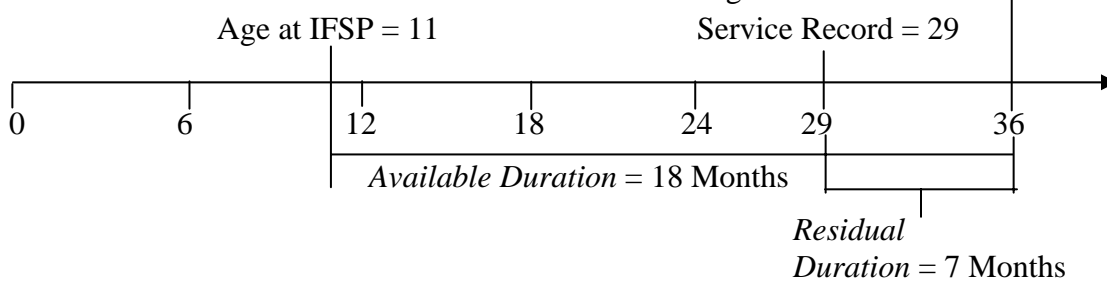 Age at IFSP = 11
Service Record = 29
0 6 12 18 24 29 36
Available Duration = 18 Months
Residual
Duration = 7 Months